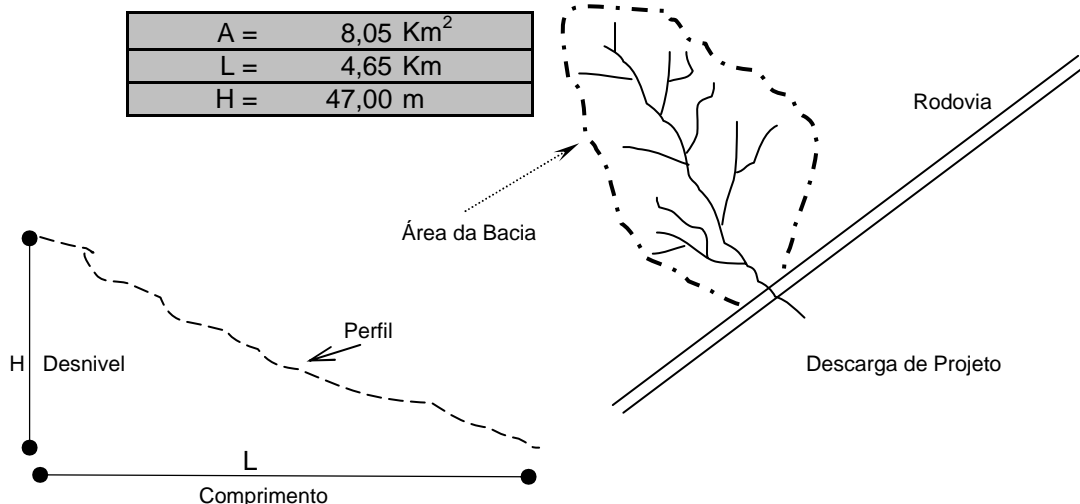 A = 8,05 Km²
L = 4,65 Km
H = 47,00 m
Rodovia
Área da Bacia
Perfil
H Desnivel
Descarga de Projeto
L
Comprimento